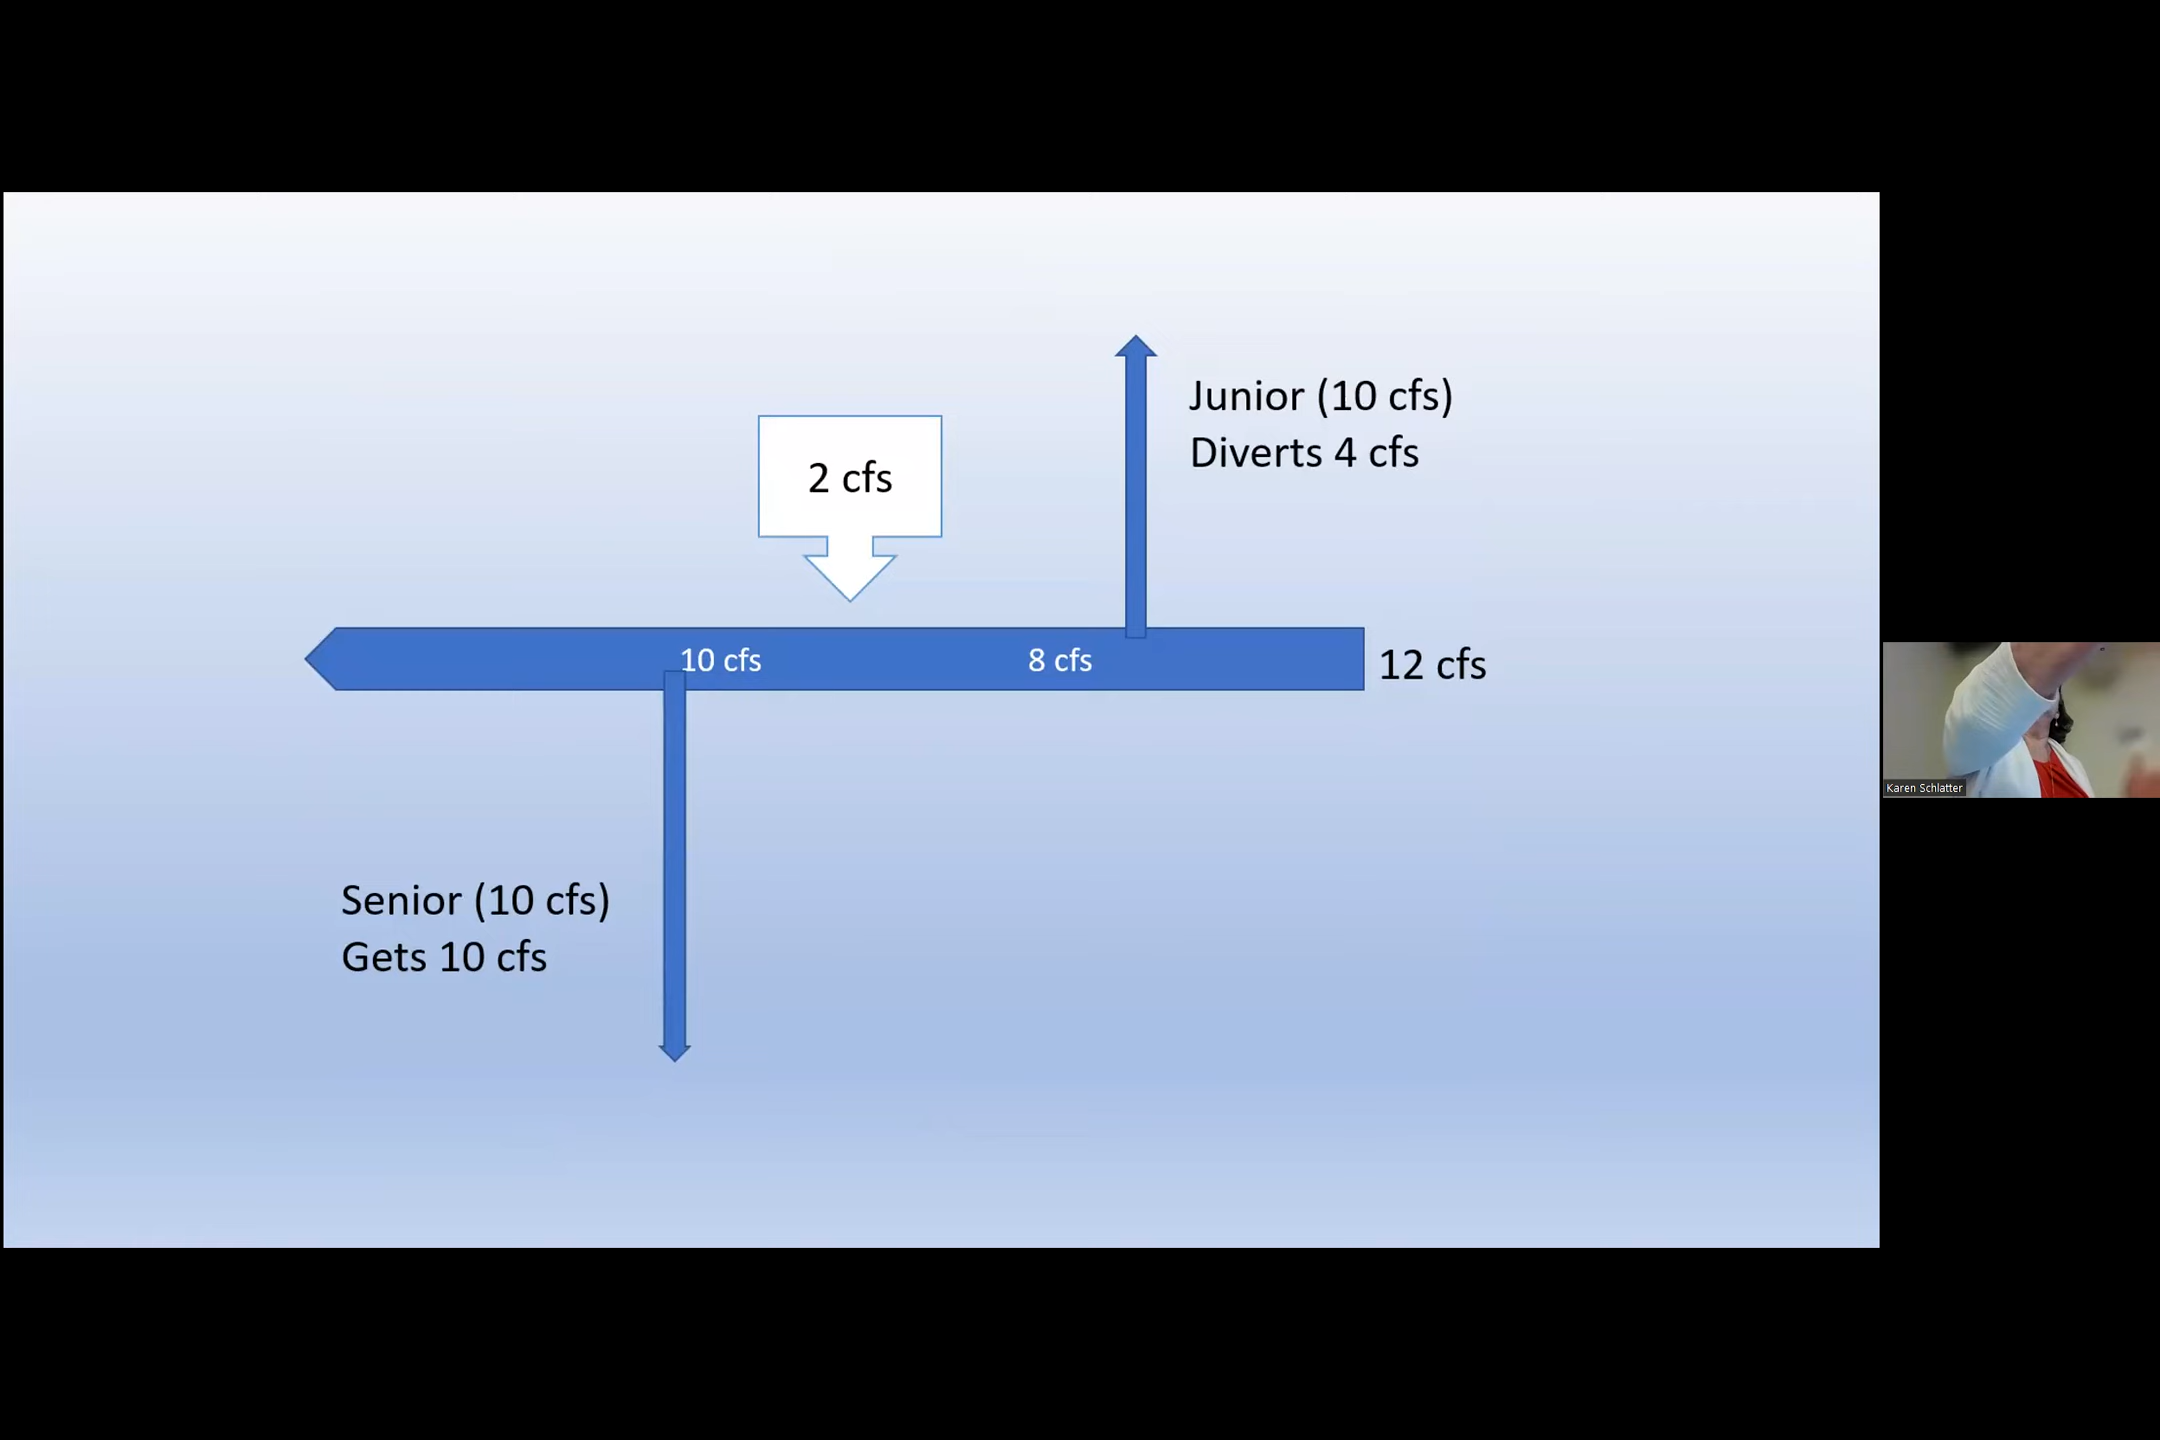 Junior (10 cfs)
Diverts 4 cfs
2 cfs
10 cfs
8 cfs
12 cfs
Karen Schlatter
Senior (10 cfs)
Gets 10 cfs